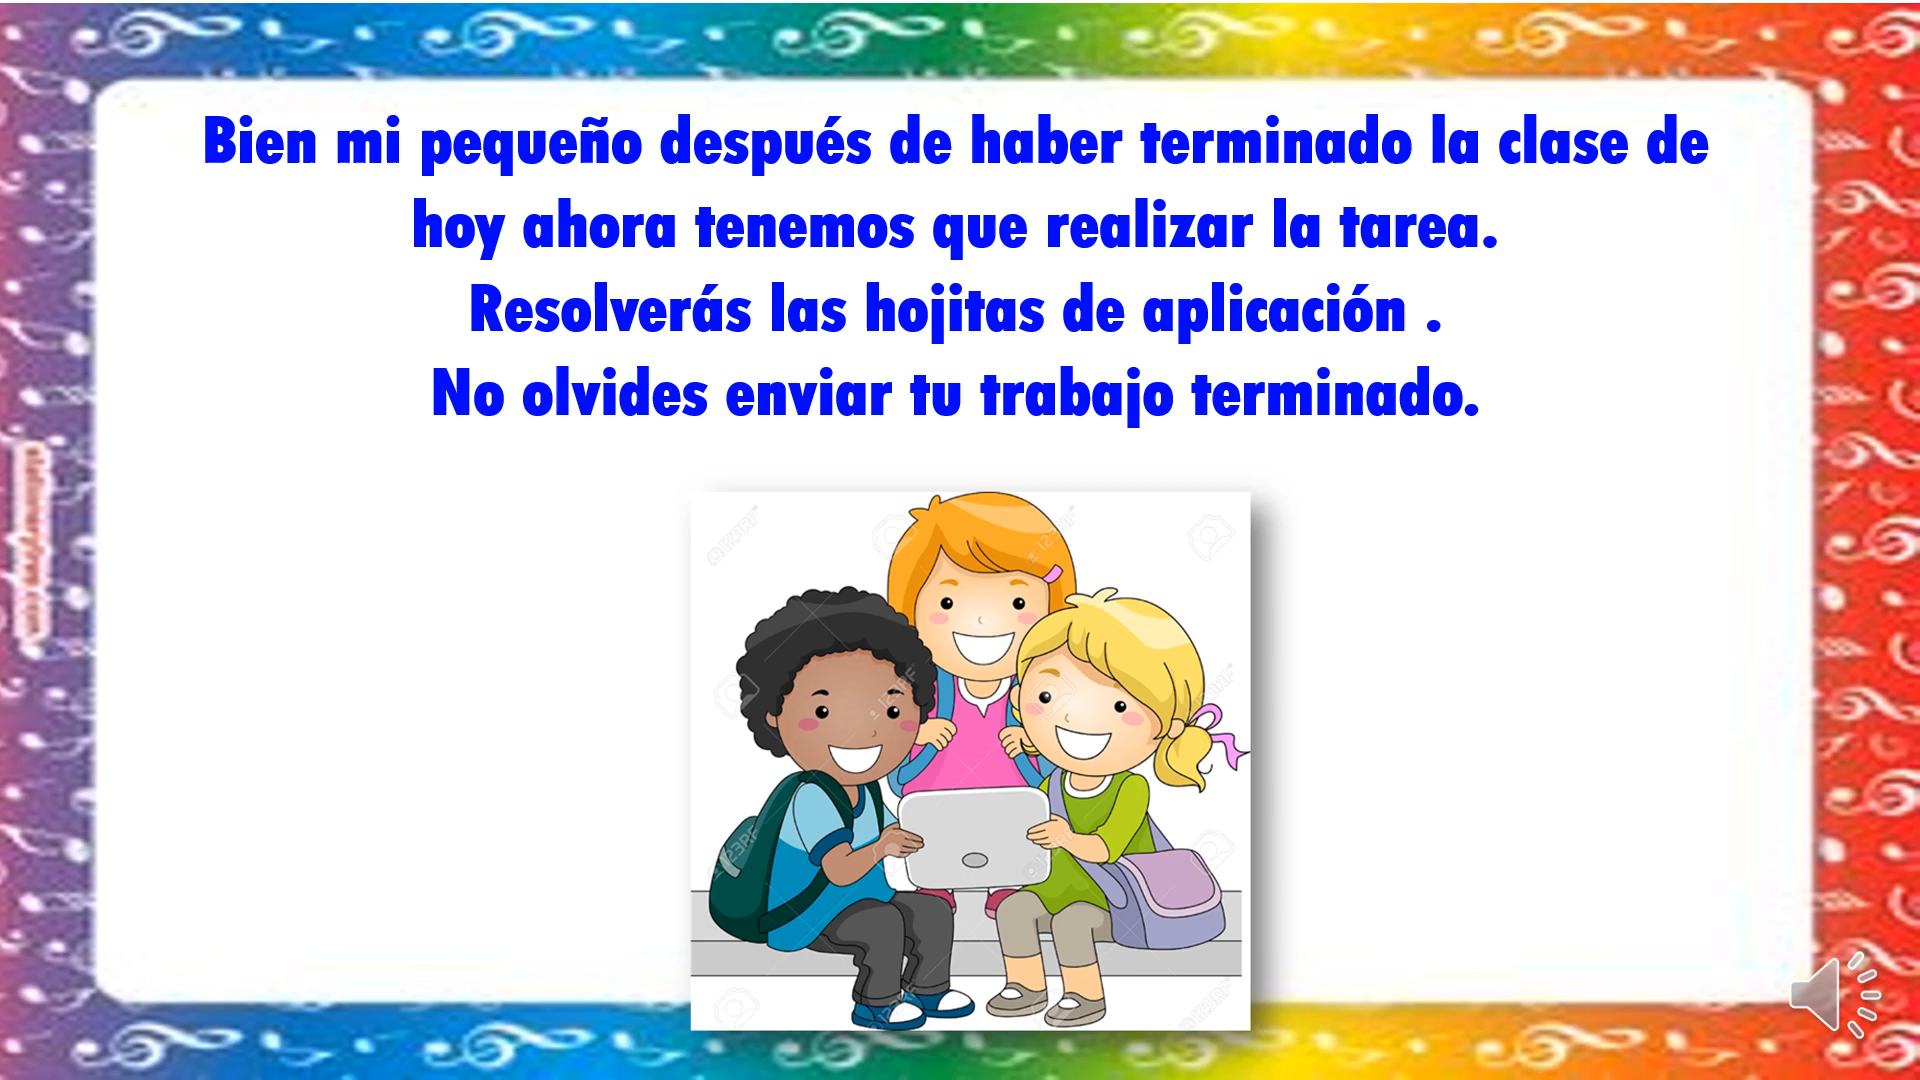 Bien mi pequeño después de haber terminado la clase de
hoy ahora tenemos que realizar la tarea.
Resolverás las hojitas de aplicación .
No olvides enviar tu trabajo terminado.
123RF